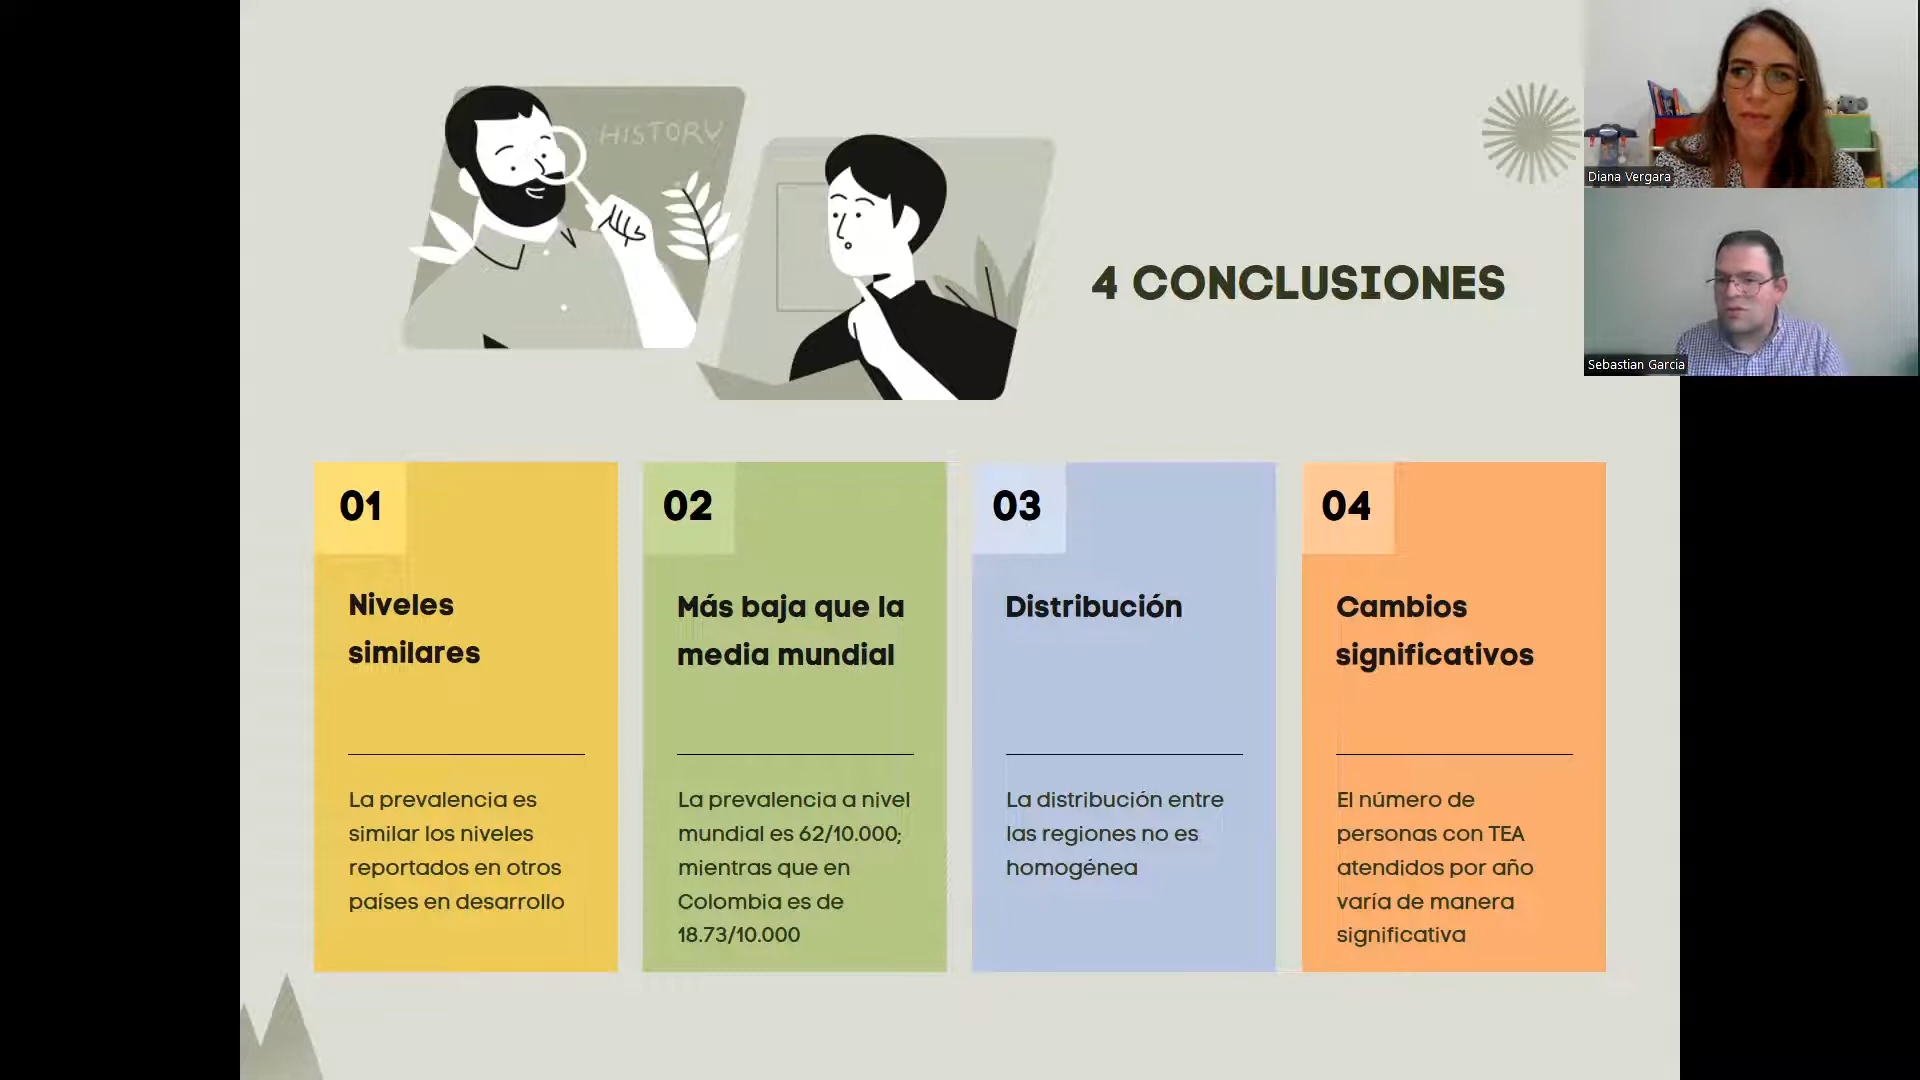 HISTORY
4 CONCLUSIONES
Diana Vergara
Sebastian Garcia
01
Niveles
similares
La prevalencia es
similar los niveles
reportados en otros
países en desarrollo
02
Más baja que la
media mundial
La prevalencia a nivel
mundial es 62/10.000;
mientras que en
Colombia es de
18.73/10.000
03
Distribución
La distribución entre
las regiones no es
homogénea
04
Cambios
significativos
El número de
personas con TEA
atendidos por año
varía de manera
significativa